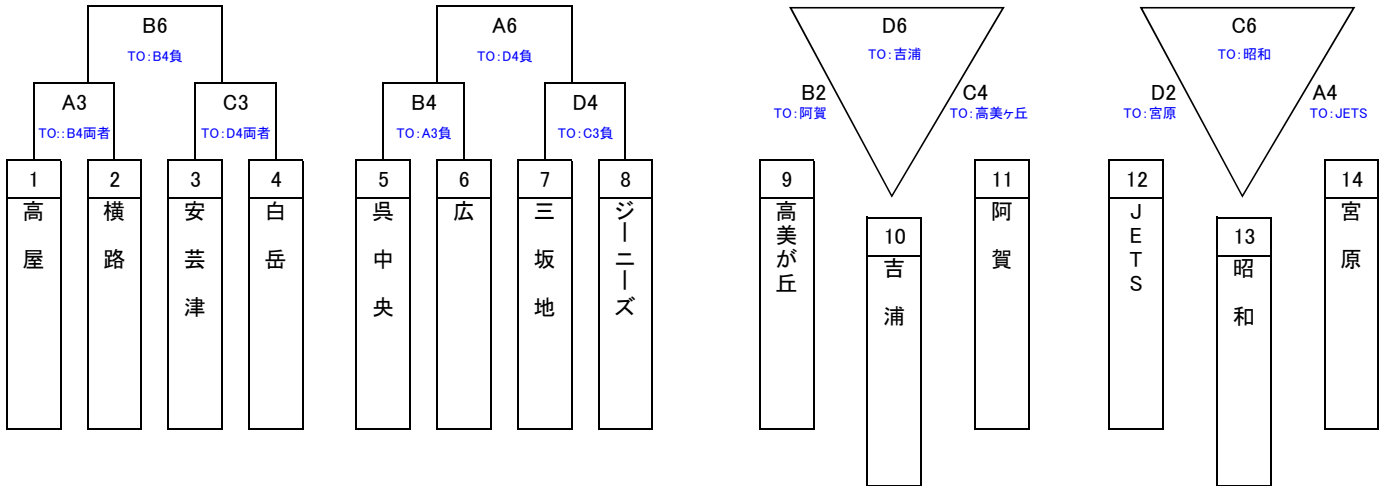 B6
TO:B4負
A3
TO::B4両者
C3
TO:D4両者
1
高屋
2
横路
3
安芸津
4
白岳
A6
TO:D4負
B4
TO:A3負
D4
TO:C3負
5
呉中央
6
広
7
三坂地
8
ジーニーズ
D6
TO:吉浦
B2
TO:阿賀
C4
TO:高美ヶ丘
9
高美が丘
10
吉浦
11
阿賀
C6
TO:昭和
D2
TO:宮原
A4
TO:JETS
12
JETS
13
昭和
14
宮原